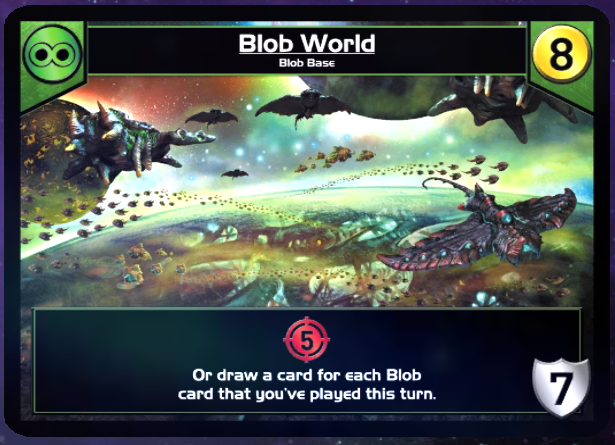 Blob World
Blob Base
8
5
Or draw a card for each Blob
card that you've played this turn.
7